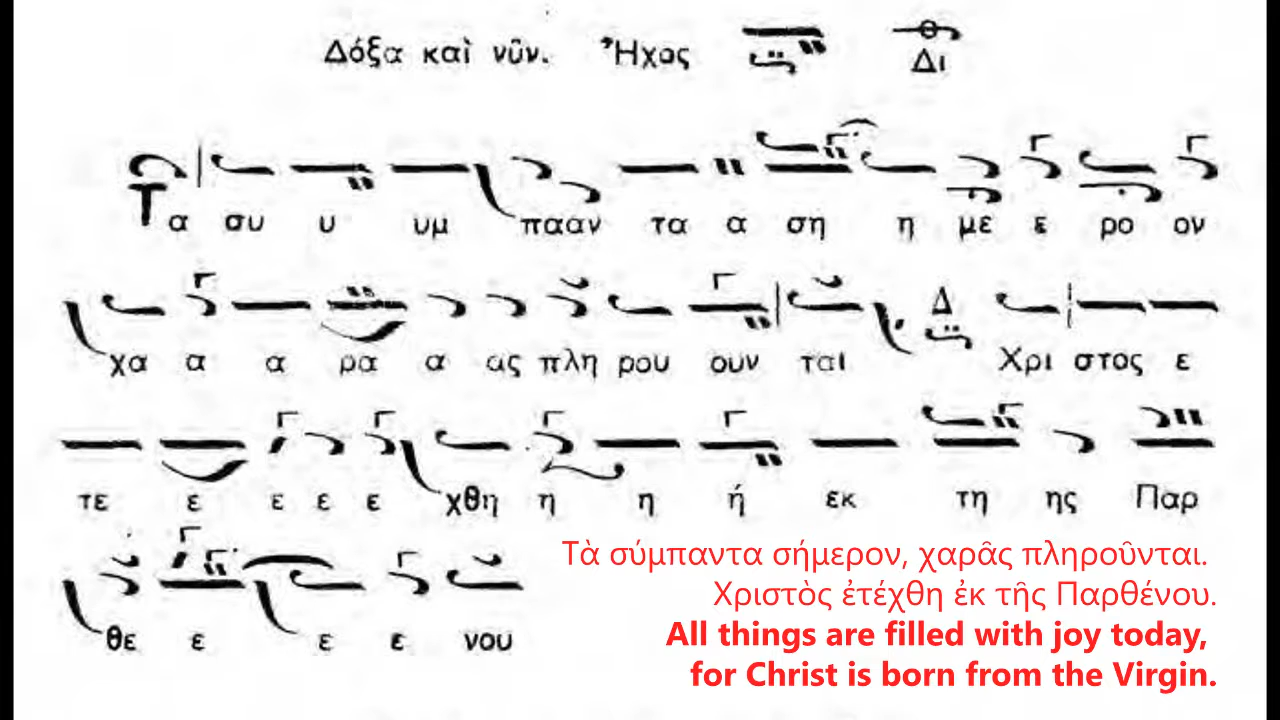 Δόξα καὶ νῦν. Ἦχος Δι
Τα συ υ υμ πααν τα α ση η με ε ρο ον
χα α α ρα α ας πλη ρου ουν ται Δ Χρι στος ε
τε ε ε ε ε χθη η η ή εκ τη ης Παρ
θε ε ε ε νου
Τὰ σύμπαντα σήμερον, χαρᾶς πληροῦνται.
Χριστὸς ἐτέχθη ἐκ τῆς Παρθένου.
All things are filled with joy today,
for Christ is born from the Virgin.